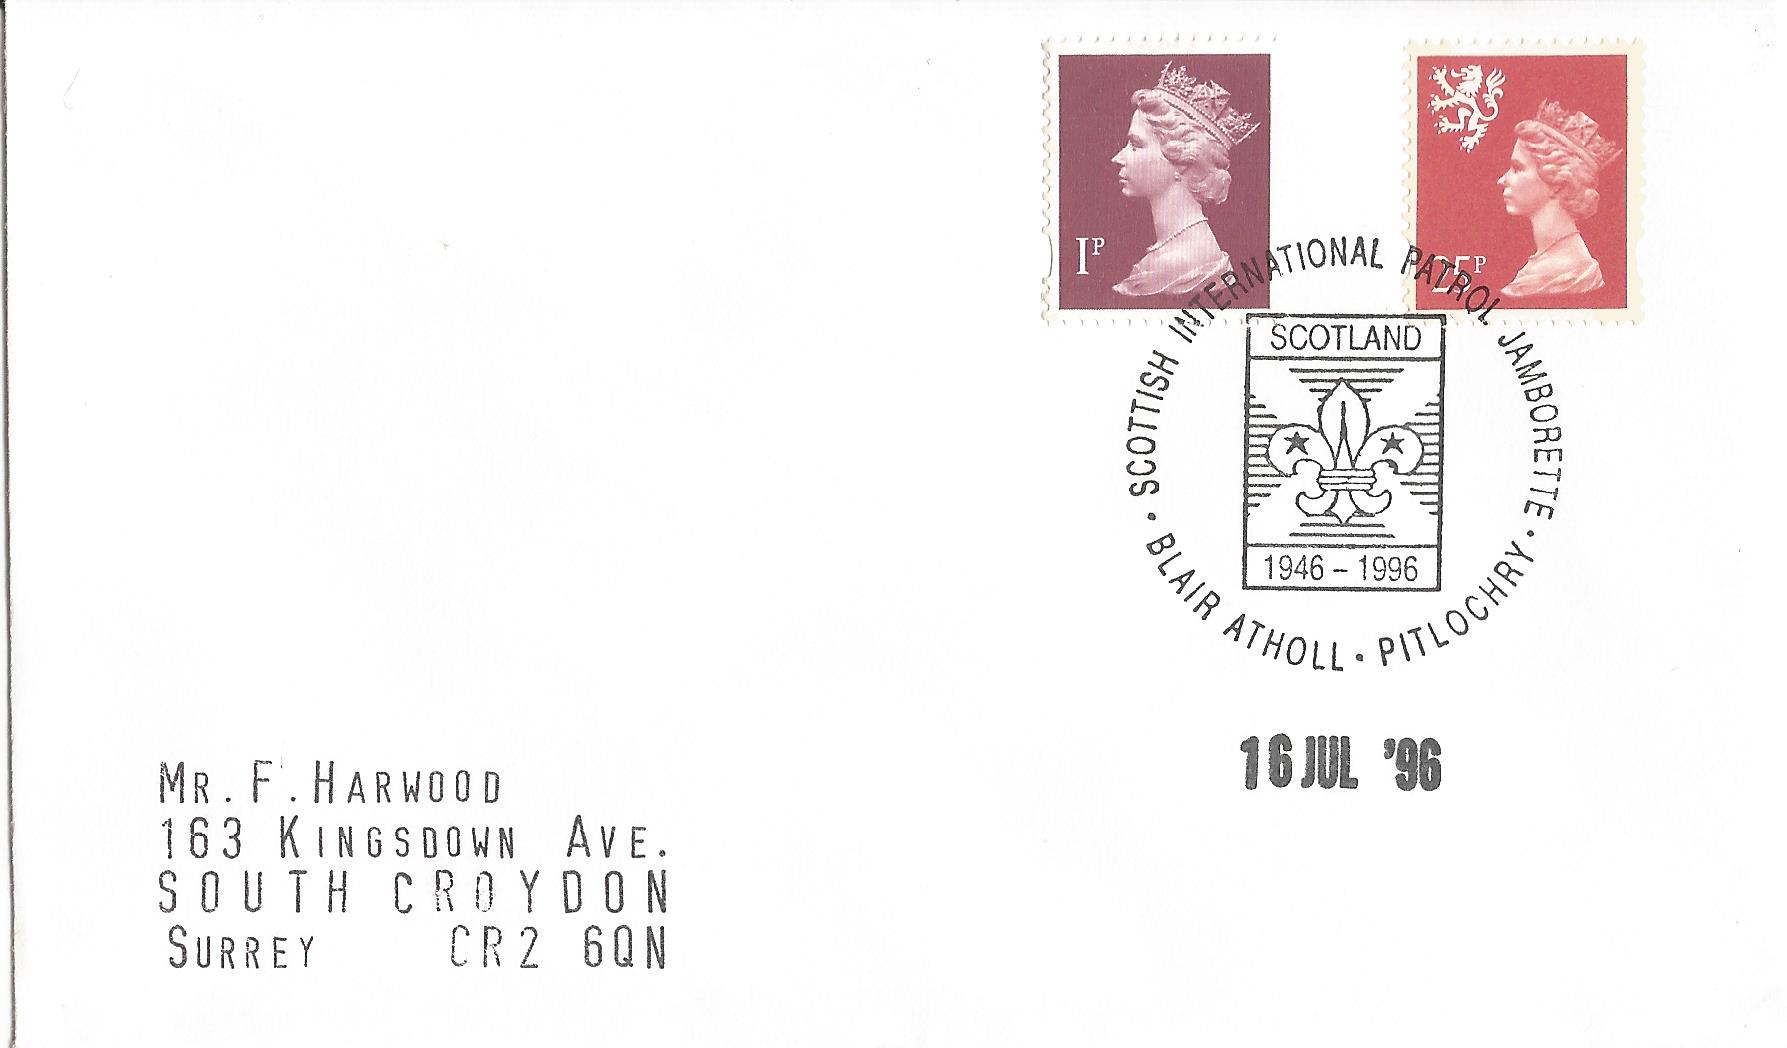 1P
25P
SCOTTISH INTERNATIONAL PATROL JAMBORETTE · PITLOCHRY · BLAIR ATHOLL ·
SCOTLAND
1946 - 1996
16 JUL '96
MR. F. HARWOOD
163 KINGSDOWN AVE.
SOUTH CROYDON
SURREY CR2 6QN